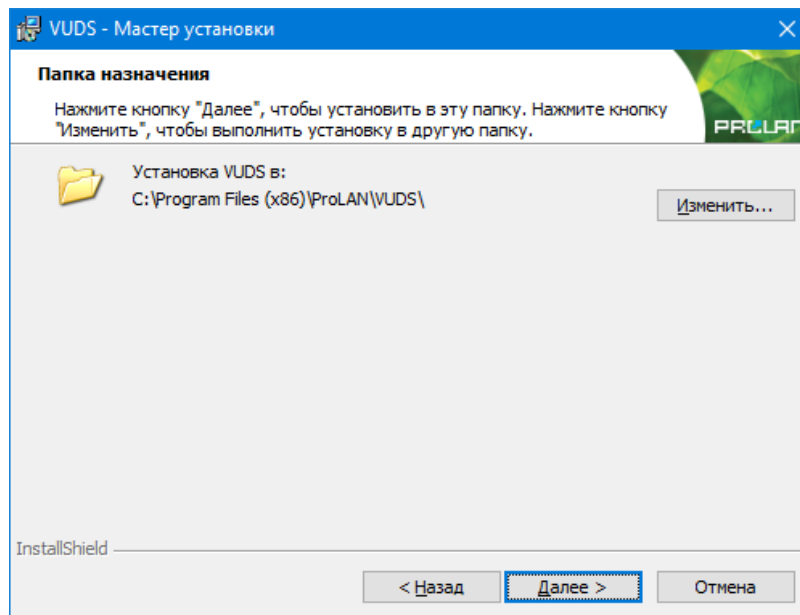 VUDS - Мастер установки
Папка назначения
Нажмите кнопку "Далее", чтобы установить в эту папку. Нажмите кнопку
"Изменить", чтобы выполнить установку в другую папку.
PROLAN
Установка VUDS в:
C:\Program Files (x86)\ProLAN\VUDS\
Изменить...
InstallShield
< Назад
Далее >
Отмена